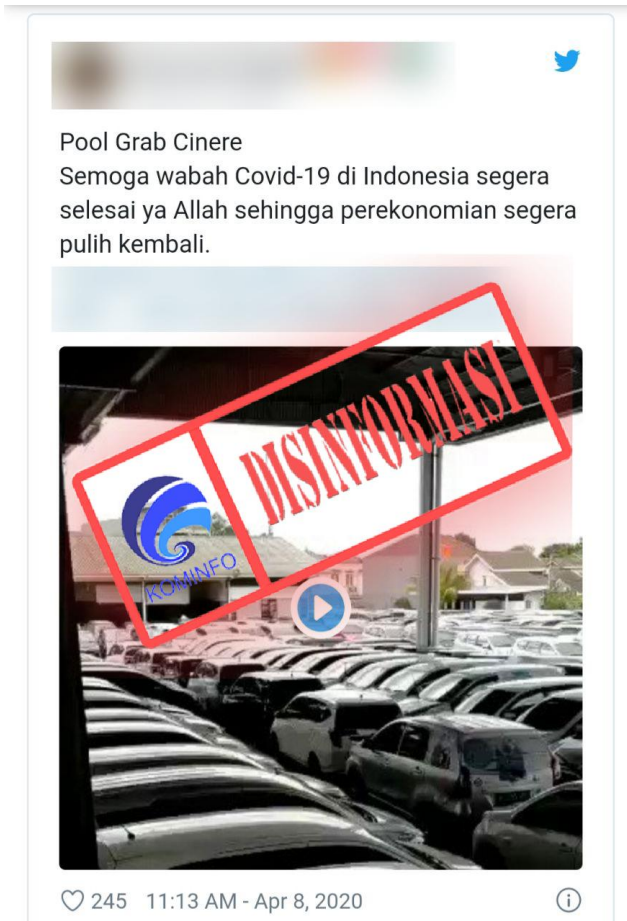 Pool Grab Cinere
Semoga wabah Covid-19 di Indonesia segera
selesai ya Allah sehingga perekonomian segera
pulih kembali.
DISINFORMASI
KOMINFO
245 11:13 AM - Apr 8, 2020